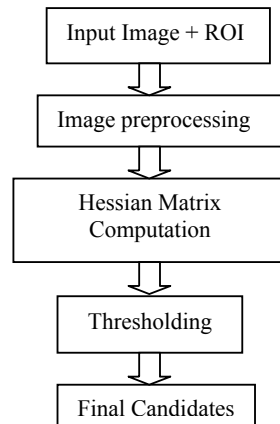 Input Image + ROI
Image preprocessing
Hessian Matrix
Computation
Thresholding
Final Candidates